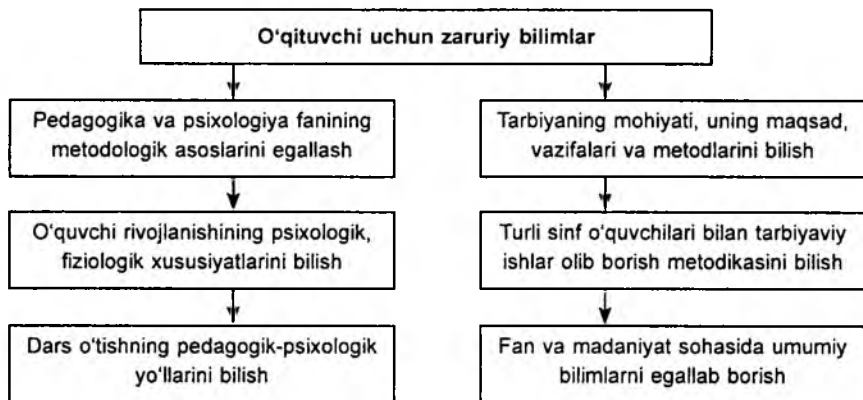 O‘qituvchi uchun zaruriy bilimlar
Pedagogika va psixologiya fanining
metodologik asoslarini egallash
O‘quvchi rivojlanishining psixologik,
fiziologik xususiyatlarini bilish
Dars o‘tishning pedagogik-psixologik
yo‘llarini bilish
Tarbiyaning mohiyati, uning maqsad,
vazifalari va metodlarini bilish
Turli sinf o‘quvchilari bilan tarbiyaviy
ishlar olib borish metodikasini bilish
Fan va madaniyat sohasida umumiy
bilimlarni egallab borish